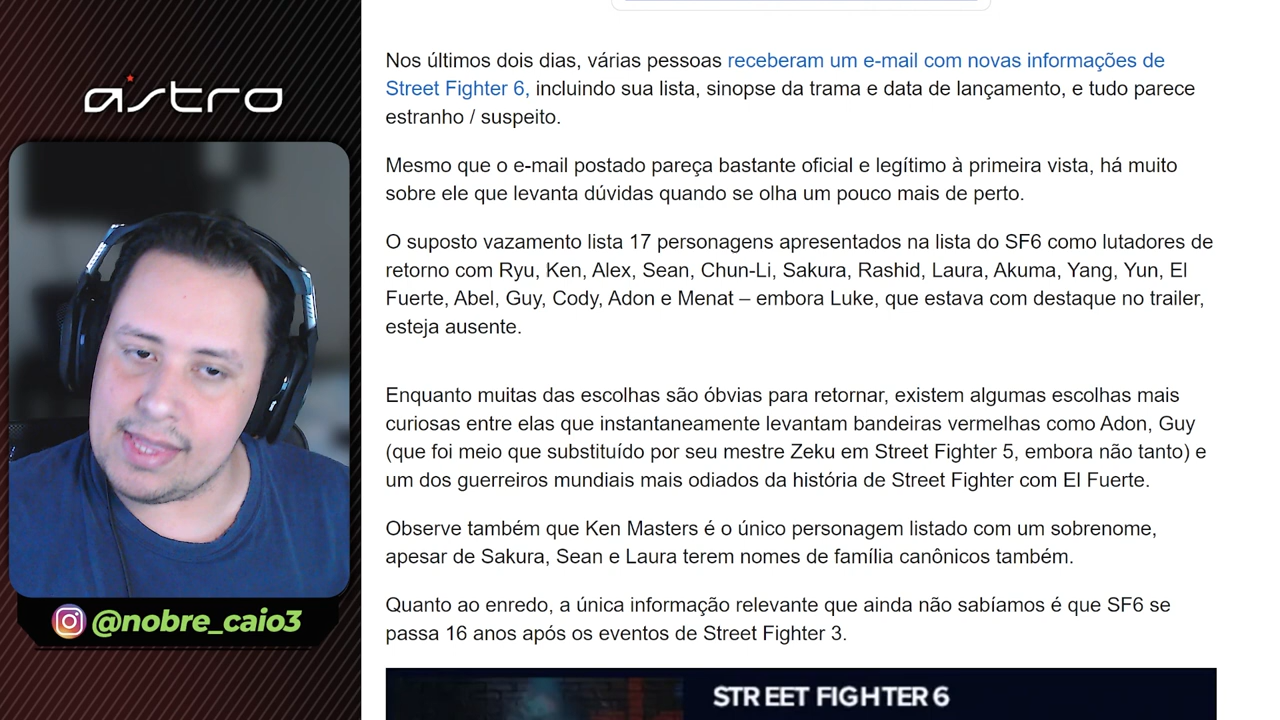 astro
@nobre_caio3
Nos últimos dois dias, várias pessoas receberam um e-mail com novas informações de
Street Fighter 6, incluindo sua lista, sinopse da trama e data de lançamento, e tudo parece
estranho / suspeito.
Mesmo que o e-mail postado pareça bastante oficial e legítimo à primeira vista, há muito
sobre ele que levanta dúvidas quando se olha um pouco mais de perto.
O suposto vazamento lista 17 personagens apresentados na lista do SF6 como lutadores de
retorno com Ryu, Ken, Alex, Sean, Chun-Li, Sakura, Rashid, Laura, Akuma, Yang, Yun, El
Fuerte, Abel, Guy, Cody, Adon e Menat – embora Luke, que estava com destaque no trailer,
esteja ausente.
Enquanto muitas das escolhas são óbvias para retornar, existem algumas escolhas mais
curiosas entre elas que instantaneamente levantam bandeiras vermelhas como Adon, Guy
(que foi meio que substituído por seu mestre Zeku em Street Fighter 5, embora não tanto) e
um dos guerreiros mundiais mais odiados da história de Street Fighter com El Fuerte.
Observe também que Ken Masters é o único personagem listado com um sobrenome,
apesar de Sakura, Sean e Laura terem nomes de família canônicos também.
Quanto ao enredo, a única informação relevante que ainda não sabíamos é que SF6 se
passa 16 anos após os eventos de Street Fighter 3.
STREET FIGHTER 6